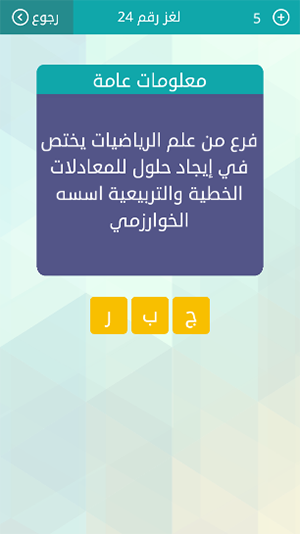 رجوع
لغز رقم 24
5
معلومات عامة
فرع من علم الرياضيات يختص
في إيجاد حلول للمعادلات
الخطية والتربيعية اسسه
الخوارزمي
ج ب ر